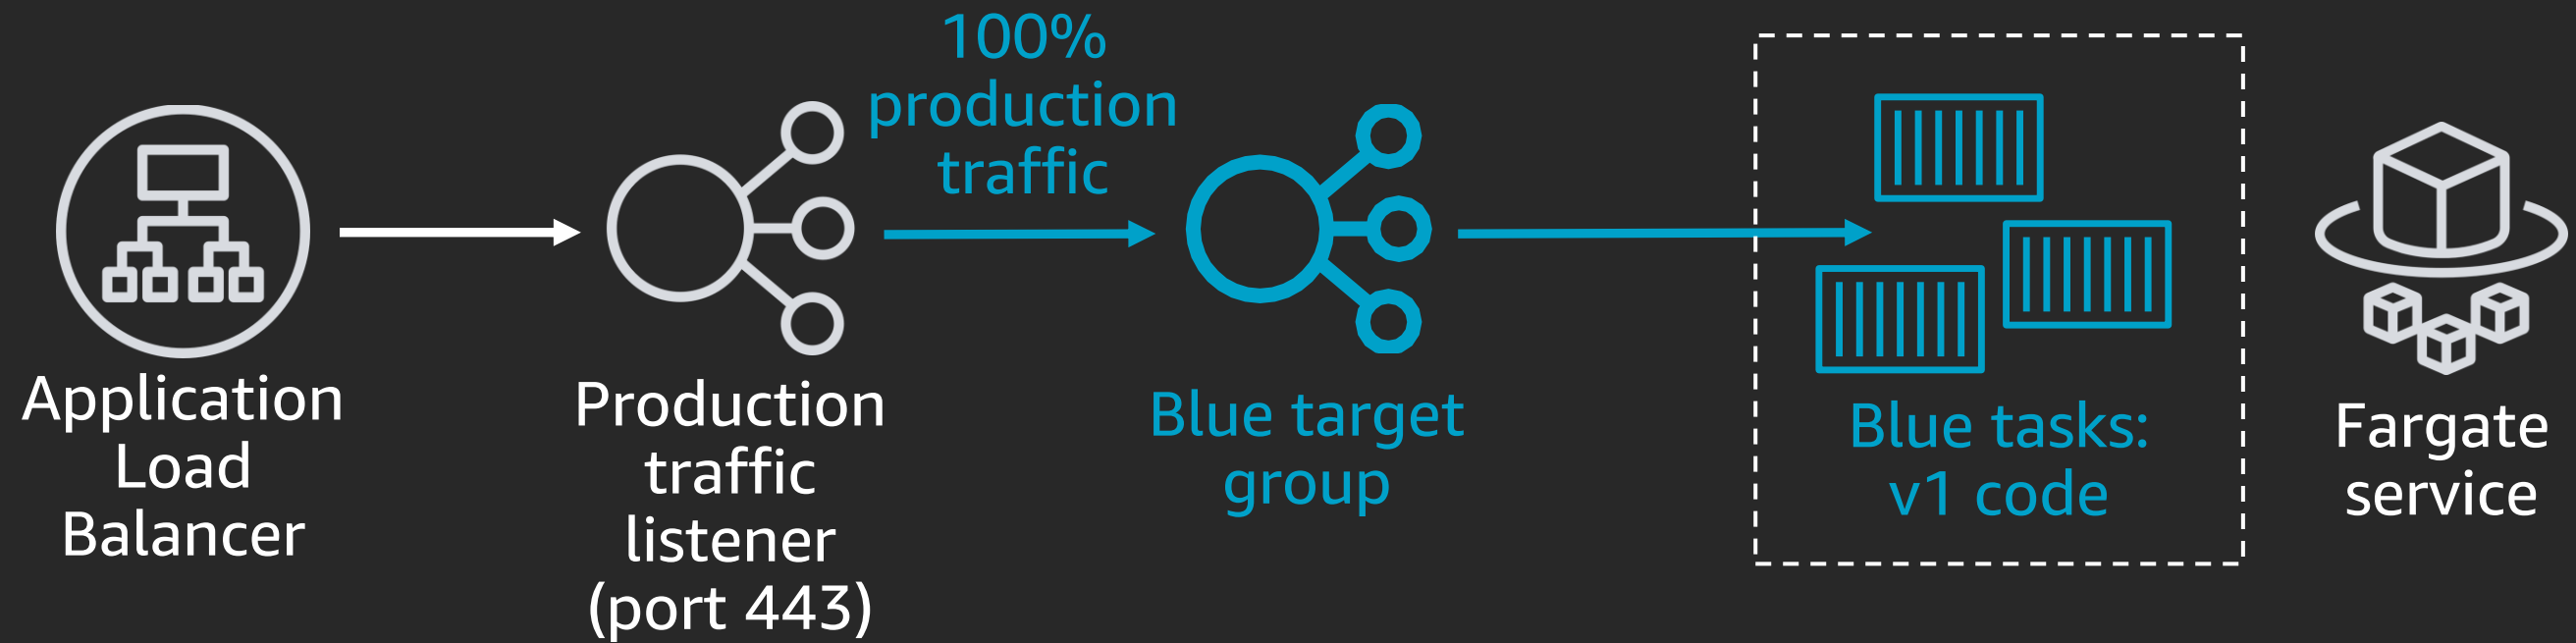 Application
Load
Balancer
Production
traffic
listener
(port 443)
100%
production
traffic
Blue target
group
Blue tasks:
v1 code
Fargate
service